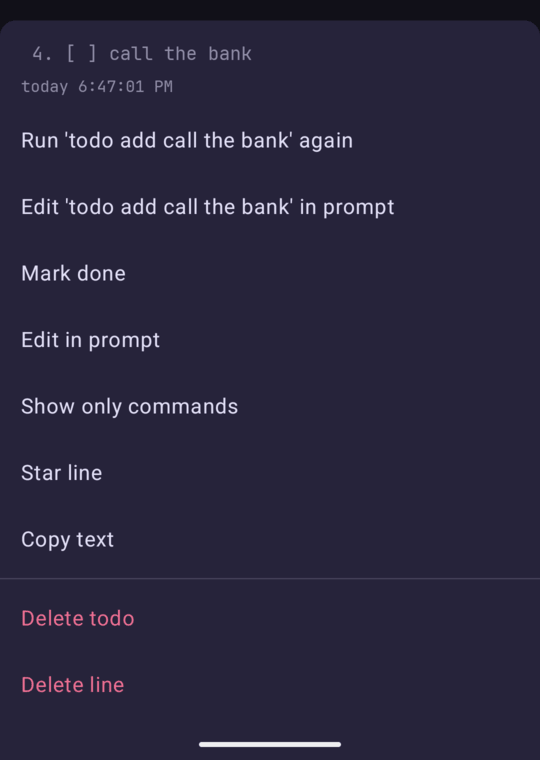 4. [ ] call the bank
today 6:47:01 PM
Run 'todo add call the bank' again
Edit 'todo add call the bank' in prompt
Mark done
Edit in prompt
Show only commands
Star line
Copy text
Delete todo
Delete line